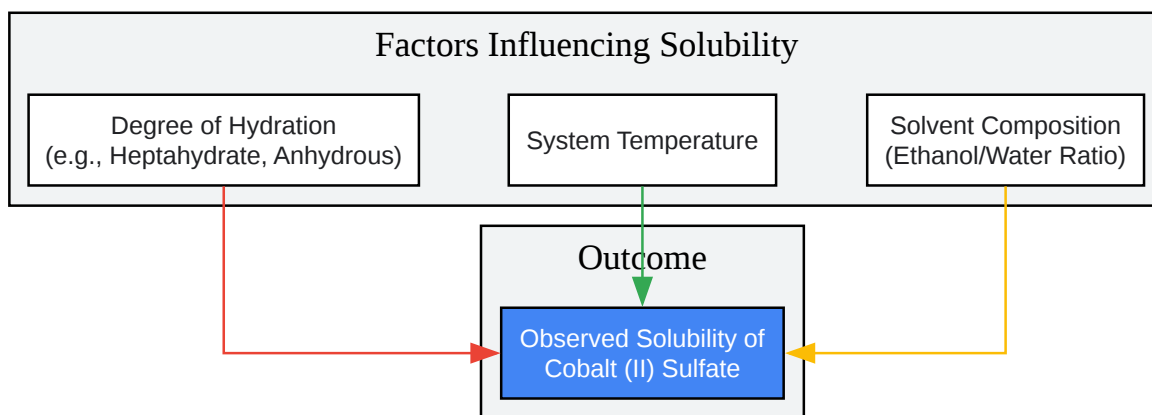 Factors Influencing Solubility
Degree of Hydration
(e.g., Heptahydrate, Anhydrous)
System Temperature
Solvent Composition
(Ethanol/Water Ratio)
Outcome
Observed Solubility of
Cobalt (II) Sulfate